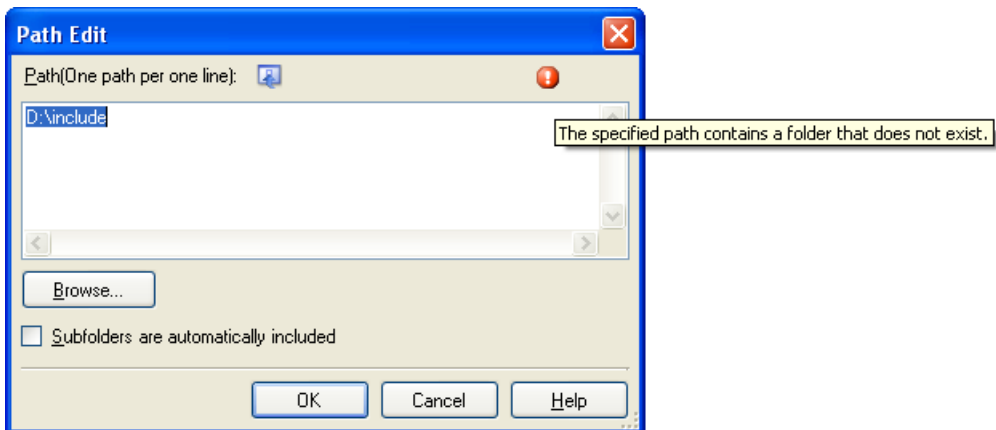 Path Edit
Path(One path per one line):
D:\include
The specified path contains a folder that does not exist.
Browse...
Subfolders are automatically included
OK Cancel Help